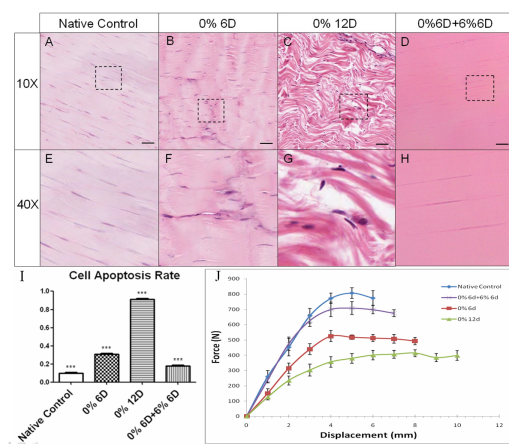 Native Control 0% 6D 0% 12D 0%6D+6%6D
10X
A B C D
40X
E F G H
I
Cell Apoptosis Rate
1.0
0.8
0.6
0.4
0.2
0.0
***
***
***
***
Native Control
0% 6D
0% 12D
0% 6D+6% 6D
J
Force (N)
900
800
700
600
500
400
300
200
100
0
0 2 4 6 8 10 12
Displacement (mm)
Native Control
0% 6d+6% 6d
0% 6d
0% 12d